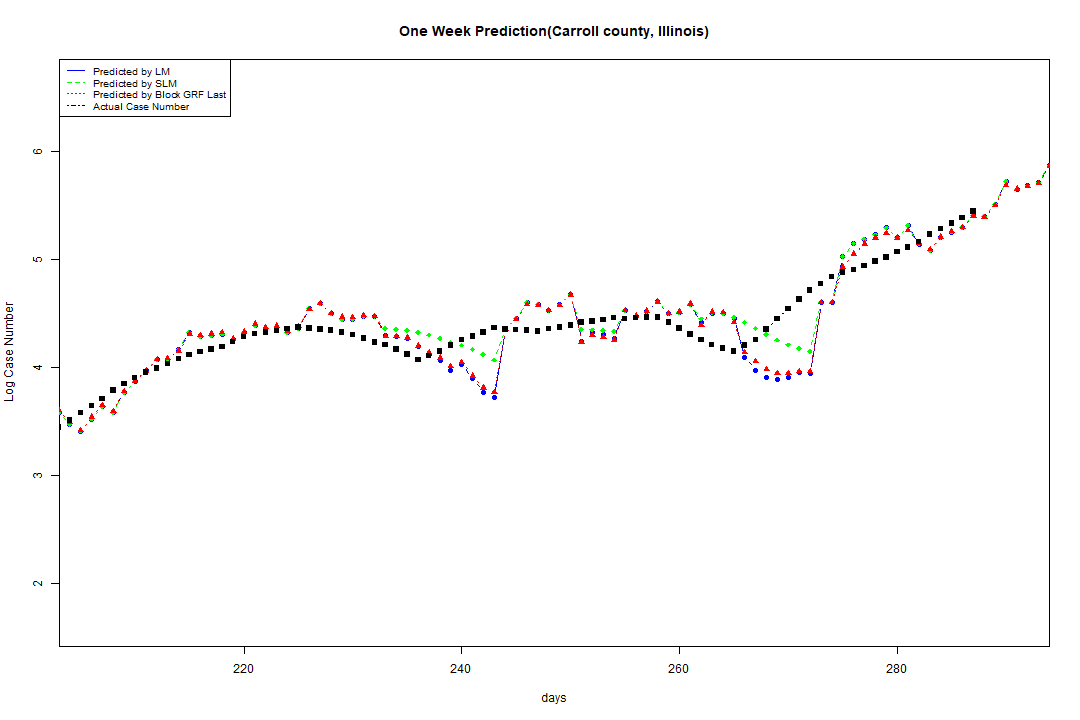 One Week Prediction(Carroll county, Illinois)
Predicted by LM
Predicted by SLM
Predicted by Block GRF Last
Actual Case Number
6
5
4
3
2
Log Case Number
220 240 260 280
days